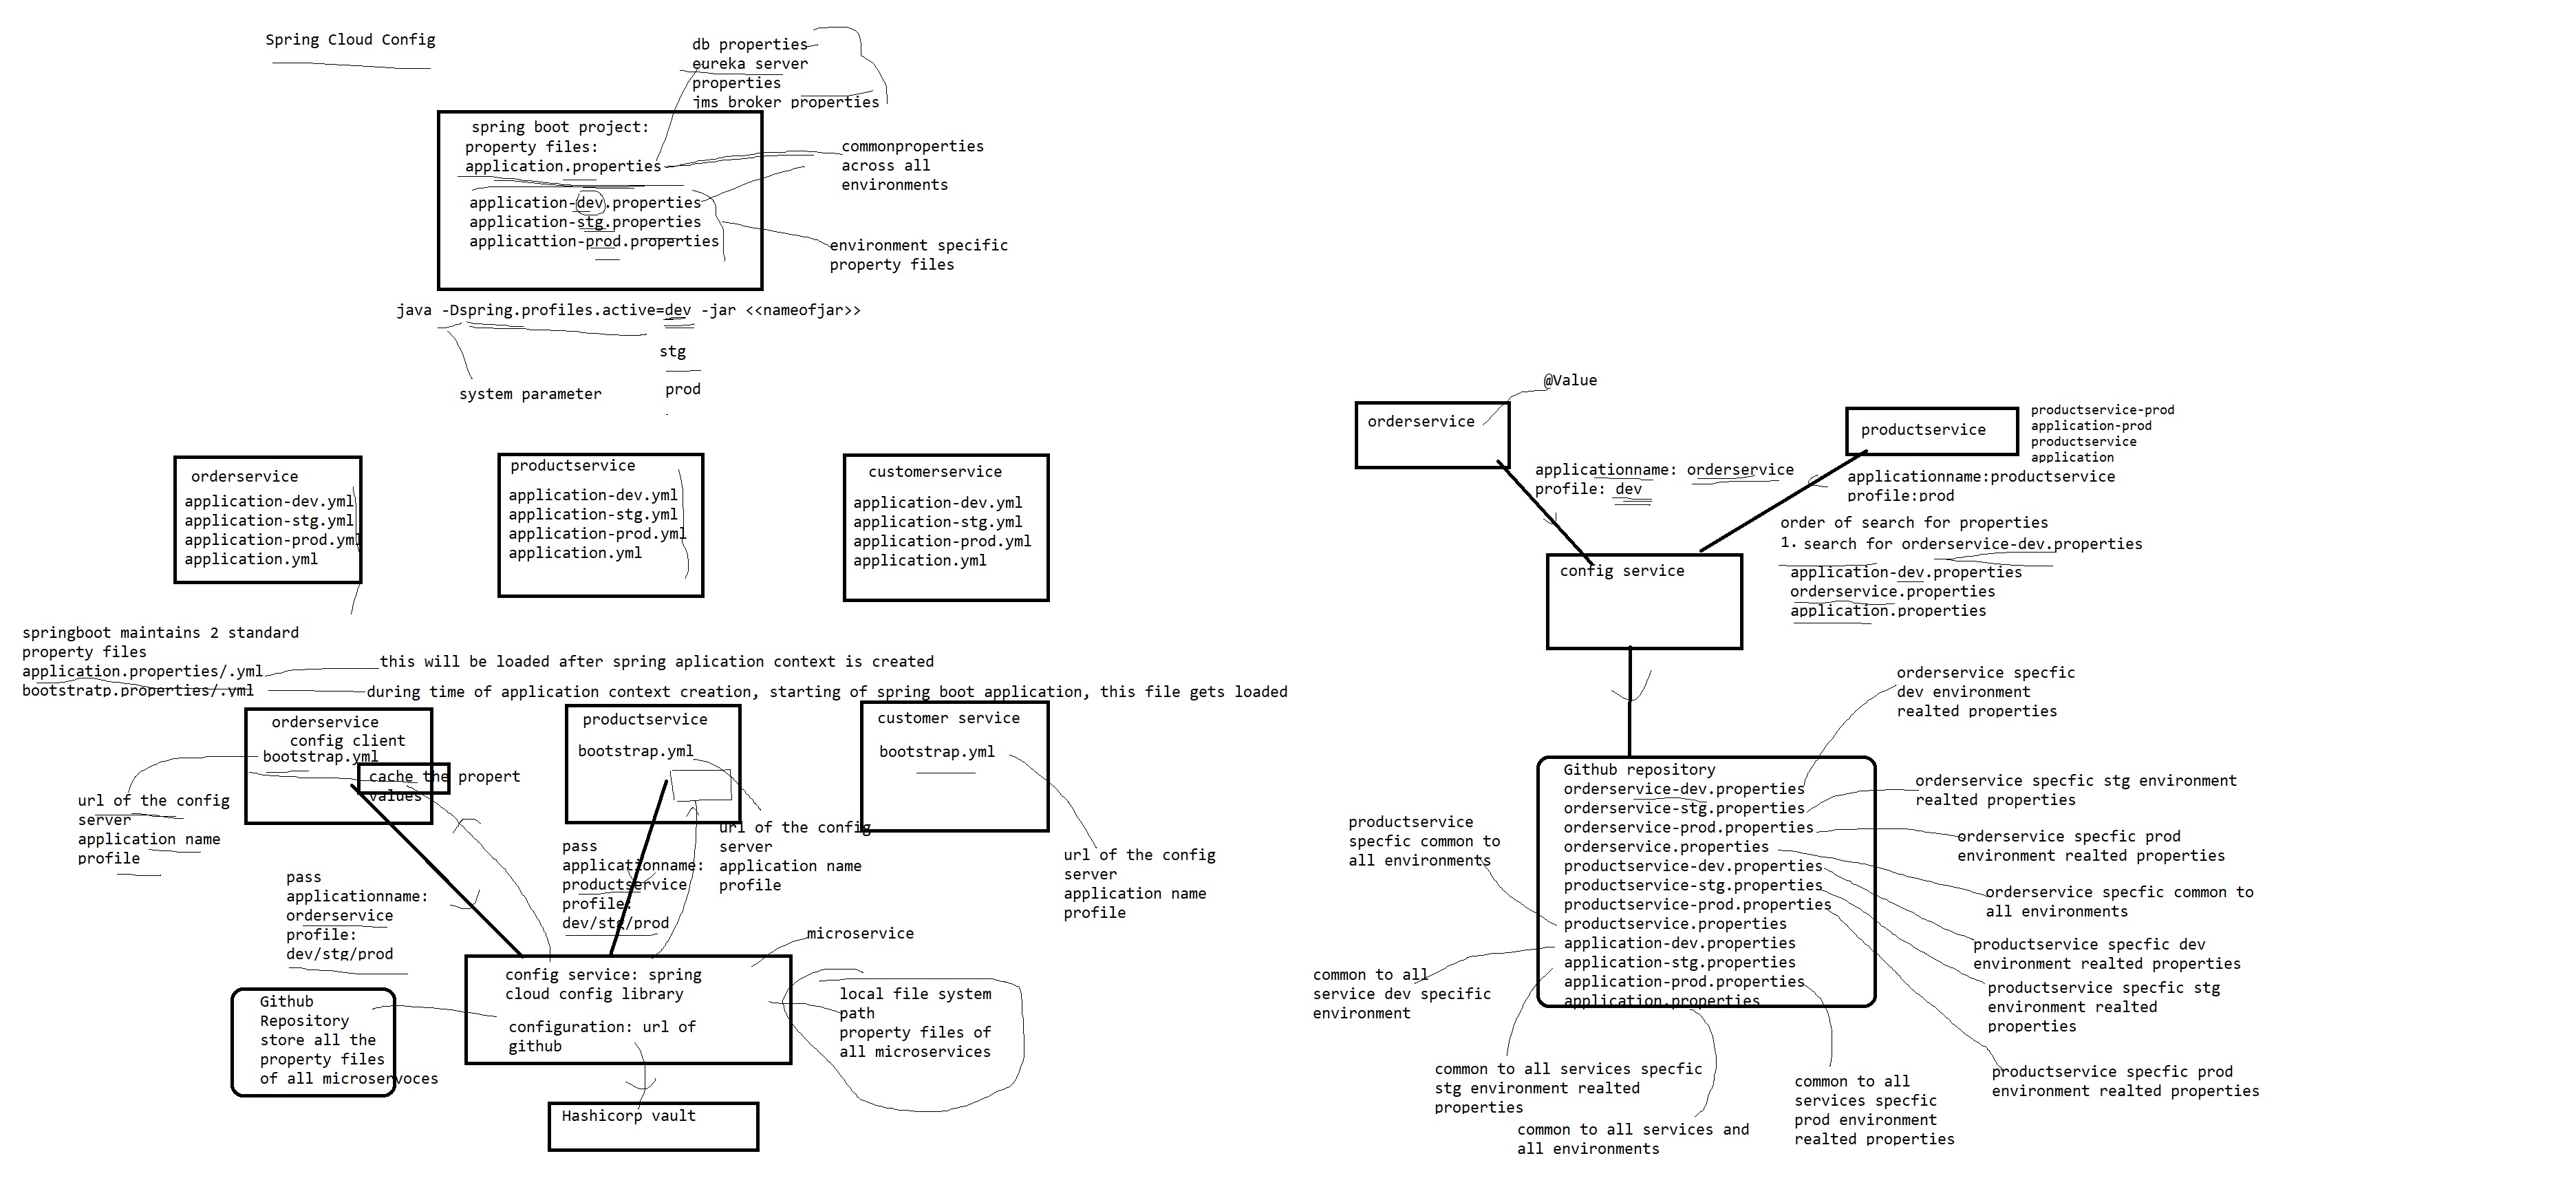 Spring Cloud Config
db properties
eureka server
properties
jms broker properties
spring boot project:
property files:
application.properties
application-dev.properties
application-stg.properties
applicattion-prod.properties
commonproperties
across all
environments
environment specific
property files
java -Dspring.profiles.active=dev -jar <<nameofjar>>
stg
prod
system parameter
orderservice
application-dev.yml
application-stg.yml
application-prod.yml
application.yml
productservice
application-dev.yml
application-stg.yml
application-prod.yml
application.yml
customerservice
application-dev.yml
application-stg.yml
application-prod.yml
application.yml
springboot maintains 2 standard
property files
application.properties/.yml
bootstratp.properties/.yml
this will be loaded after spring aplication context is created
during time of application context creation, starting of spring boot application, this file gets loaded
orderservice
config client
bootstrap.yml
cache the propert
values
url of the config
server
application name
profile
pass
applicationname:
orderservice
profile:
dev/stg/prod
productservice
bootstrap.yml
url of the config
server
application name
profile
pass
applicationname:
productservice
profile:
dev/stg/prod
customer service
bootstrap.yml
url of the config
server
application name
profile
microservice
config service: spring
cloud config library
configuration: url of
github
local file system
path
property files of
all microservices
Github
Repository
store all the
property files
of all microservoces
Hashicorp vault
@Value
orderservice
applicationname: orderservice
profile: dev
productservice
productservice-prod
application-prod
productservice
application
applicationname:productservice
profile:prod
order of search for properties
1. search for orderservice-dev.properties
application-dev.properties
orderservice.properties
application.properties
config service
Github repository
orderservice-dev.properties
orderservice-stg.properties
orderservice-prod.properties
orderservice.properties
productservice-dev.properties
productservice-stg.properties
productservice-prod.properties
productservice.properties
application-dev.properties
application-stg.properties
application-prod.properties
application.properties
orderservice specfic
dev environment
realted properties
orderservice specfic stg environment
realted properties
orderservice specfic prod
environment realted properties
orderservice specfic common to
all environments
productservice specfic dev
environment realted properties
productservice specfic stg
environment realted
properties
productservice specfic prod
environment realted properties
productservice
specfic common to
all environments
common to all
service dev specific
environment
common to all services specfic
stg environment realted
properties
common to all services and
all environments
common to all
services specfic
prod environment
realted properties